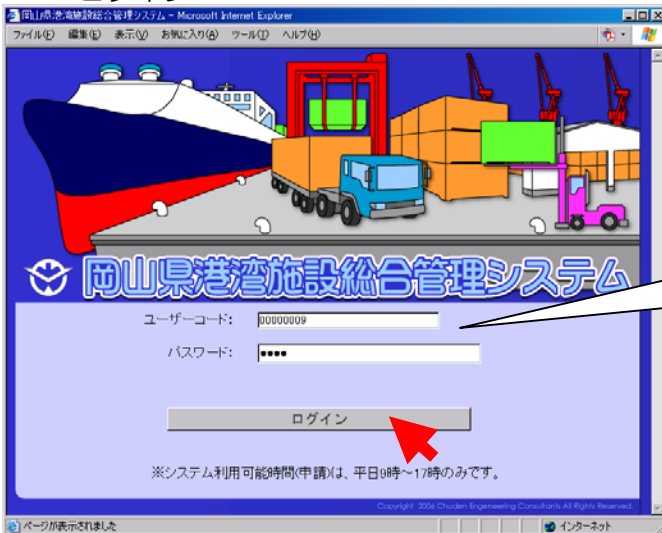 岡山県港湾施設総合管理システム - Microsoft Internet Explorer
ファイル(F) 編集(E) 表示(V) お気に入り(A) ツール(T) ヘルプ(H)
岡山県港湾施設総合管理システム
ユーザーコード: 00000009
パスワード: ●●●●
ログイン
※システム利用可能時間(申請)は、平日9時～17時のみです。
Copyright 2006 Chuden Engeneering Consultants All Rights Reserved.
ページが表示されました インターネット